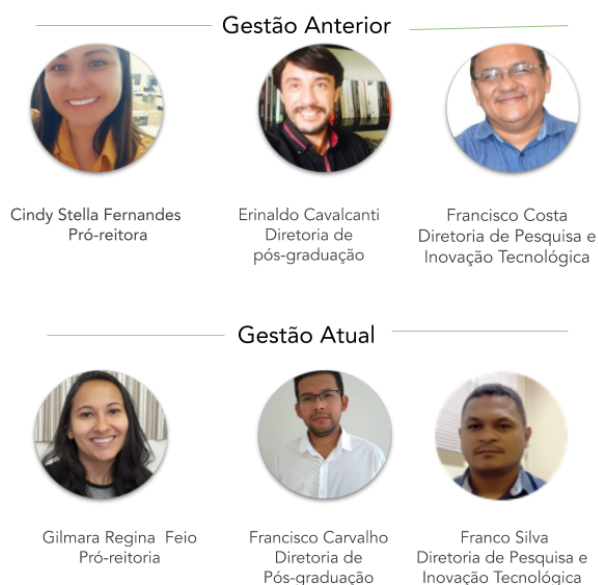 Gestão Anterior
Cindy Stella Fernandes
Pró-reitora
Erinaldo Cavalcanti
Diretoria de
pós-graduação
Francisco Costa
Diretoria de Pesquisa e
Inovação Tecnológica
Gestão Atual
Gilmara Regina Feio
Pró-reitoria
Francisco Carvalho
Diretoria de
Pós-graduação
Franco Silva
Diretoria de Pesquisa e
Inovação Tecnológica